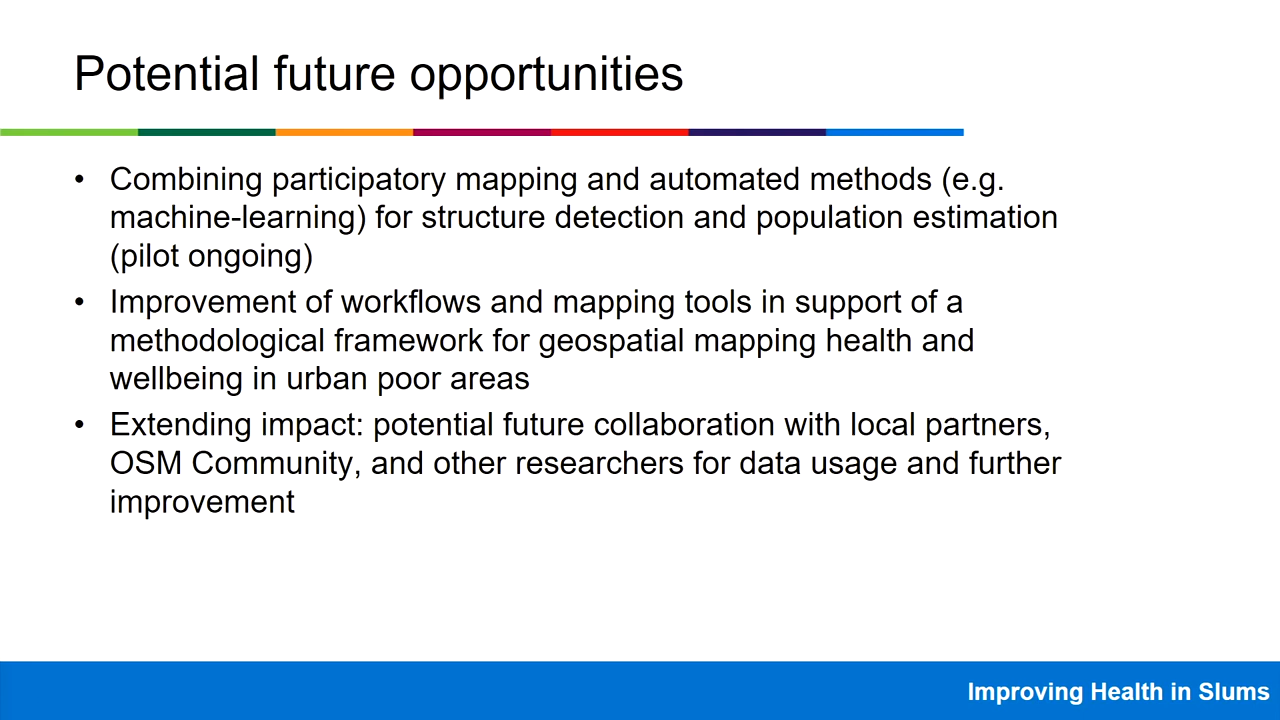 Potential future opportunities
• Combining participatory mapping and automated methods (e.g.
machine-learning) for structure detection and population estimation
(pilot ongoing)
• Improvement of workflows and mapping tools in support of a
methodological framework for geospatial mapping health and
wellbeing in urban poor areas
• Extending impact: potential future collaboration with local partners,
OSM Community, and other researchers for data usage and further
improvement
Improving Health in Slums